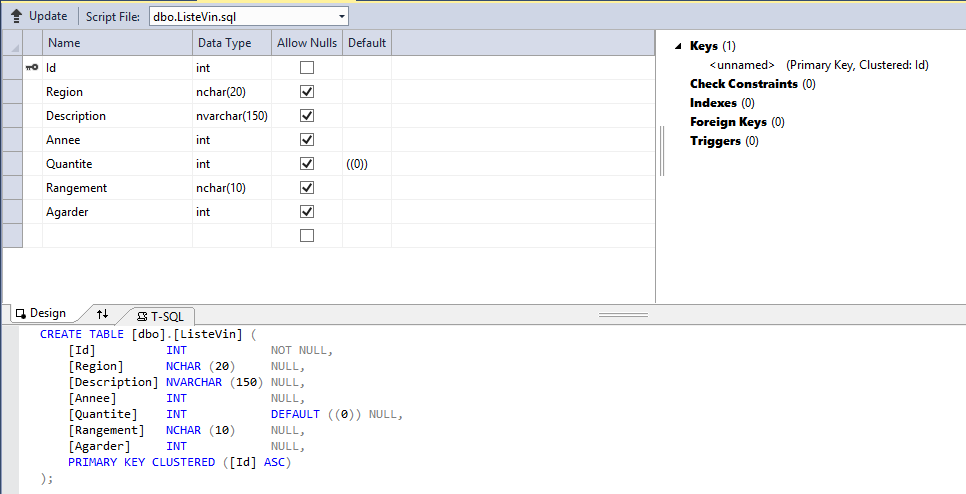 Update Script File: dbo.ListeVin.sql
Name Data Type Allow Nulls Default
Id int
Region nchar(20)
Description nvarchar(150)
Annee int
Quantite int ((0))
Rangement nchar(10)
Agarder int
Keys (1)
<unnamed> (Primary Key, Clustered: Id)
Check Constraints (0)
Indexes (0)
Foreign Keys (0)
Triggers (0)
Design T-SQL
CREATE TABLE [dbo].[ListeVin] (
[Id] INT NOT NULL,
[Region] NCHAR (20) NULL,
[Description] NVARCHAR (150) NULL,
[Annee] INT NULL,
[Quantite] INT DEFAULT ((0)) NULL,
[Rangement] NCHAR (10) NULL,
[Agarder] INT NULL,
PRIMARY KEY CLUSTERED ([Id] ASC)
);